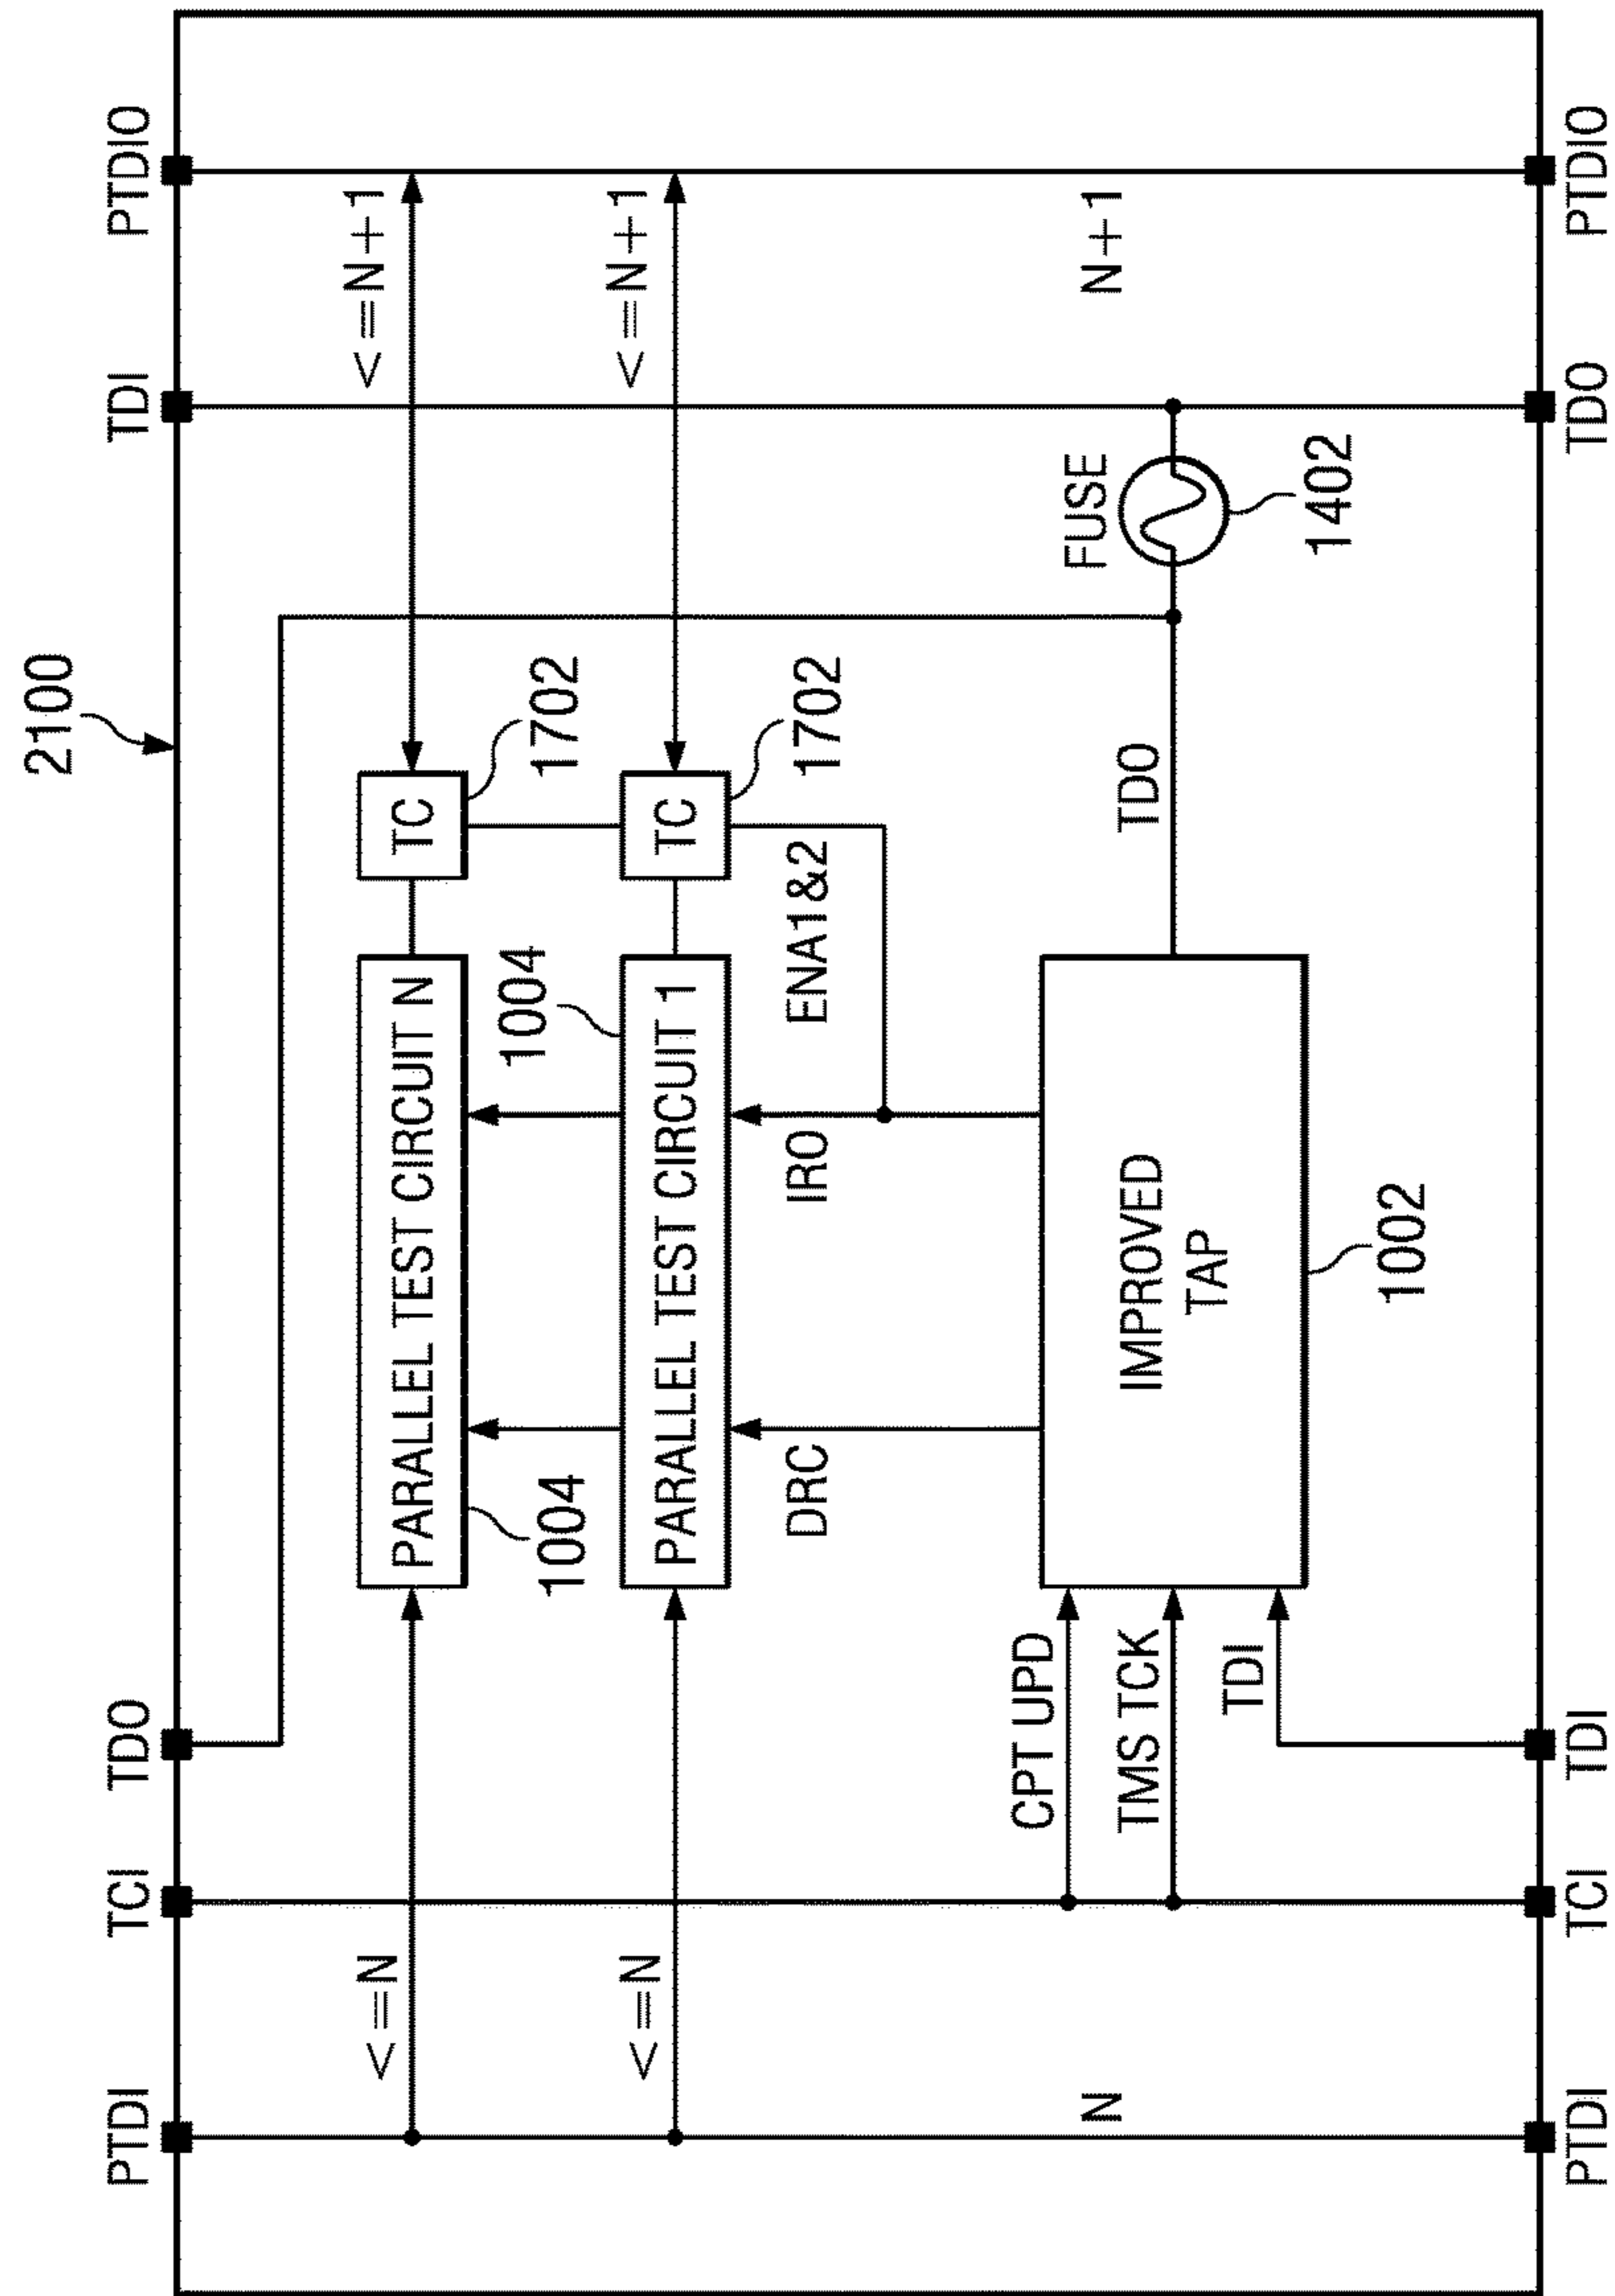 2100
PTDI
TCI
TDO
TDI
PTDIO
<=N
PARALLEL TEST CIRCUIT N
TC
<=N+1
1004
1004
1702
<=N
PARALLEL TEST CIRCUIT 1
TC
<=N+1
1702
DRC
IRO
ENA1&2
CPT UPD
TMS TCK
TDI
IMPROVED
TAP
1002
TDO
FUSE
1402
N
N+1
PTDI
TCI
TDI
TDO
PTDIO